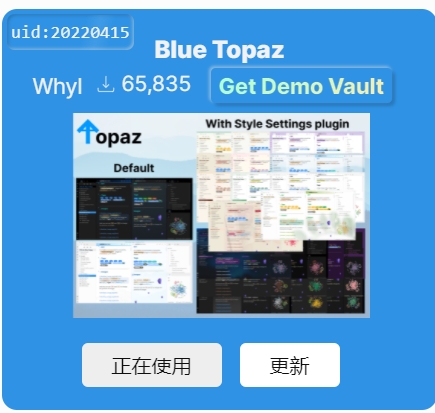 uid:20220415
Blue Topaz
Whyl 65,835 Get Demo Vault
With Style Settings plugin
Topaz
Default
正在使用
更新